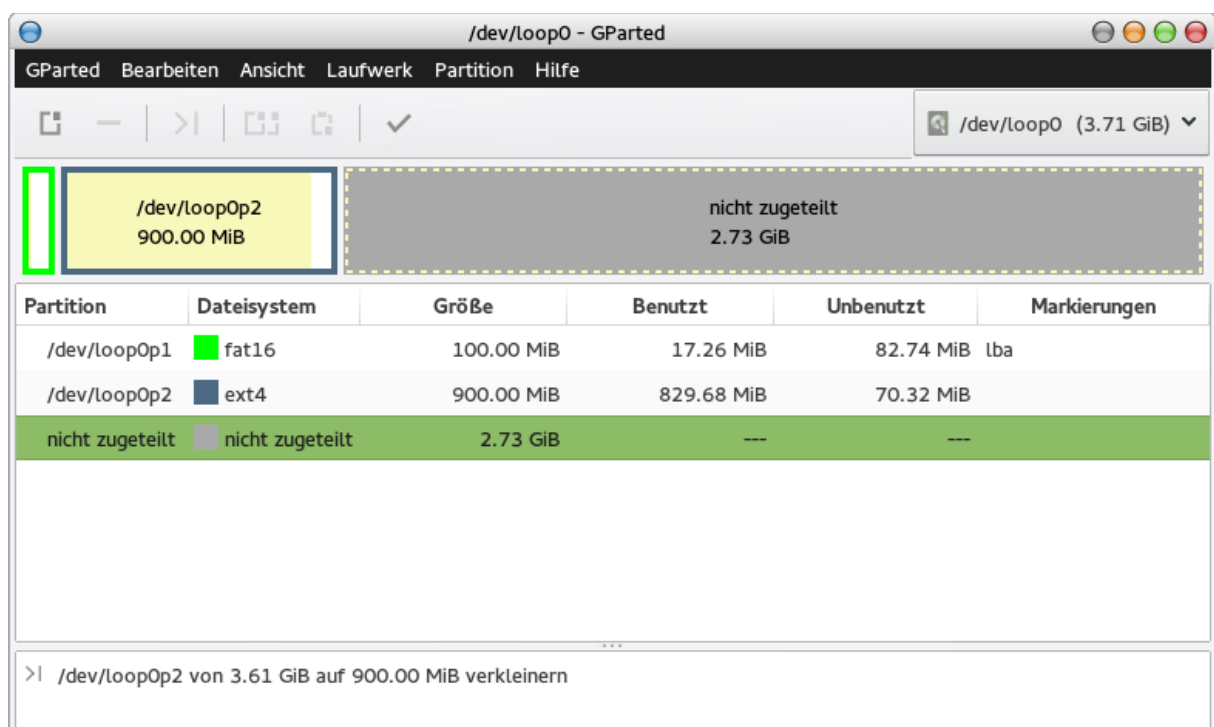 /dev/loop0 - GParted
GParted Bearbeiten Ansicht Laufwerk Partition Hilfe
/dev/loop0 (3.71 GiB)
/dev/loop0p2
900.00 MiB
nicht zugeteilt
2.73 GiB
Partition Dateisystem Größe Benutzt Unbenutzt Markierungen
/dev/loop0p1 fat16 100.00 MiB 17.26 MiB 82.74 MiB lba
/dev/loop0p2 ext4 900.00 MiB 829.68 MiB 70.32 MiB
nicht zugeteilt nicht zugeteilt 2.73 GiB --- ---
/dev/loop0p2 von 3.61 GiB auf 900.00 MiB verkleinern